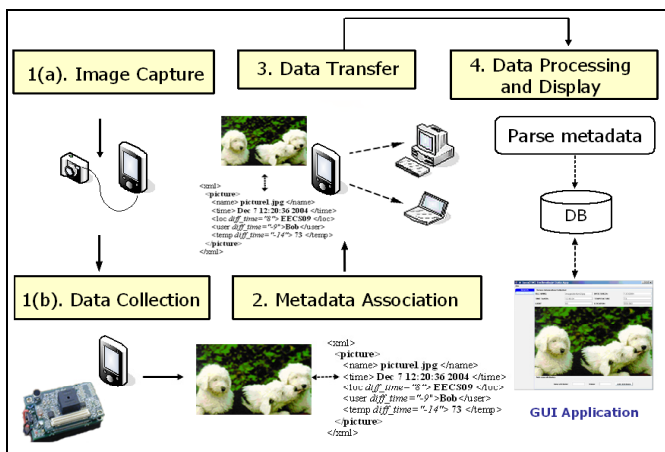 1(a). Image Capture
3. Data Transfer
4. Data Processing
and Display
Parse metadata
<xml>
<picture>
<name> picture1.jpg </name>
<time> Dec 7 12:20:36 2004 </time>
<loc diff_time="8"> EECS09 </loc>
<user diff_time="-9">Bob</user>
<temp diff_time="-14"> 73 </temp>
</picture>
</xml>
DB
1(b). Data Collection
2. Metadata Association
<xml>
<picture>
<name> picture1.jpg </name>
<time> Dec 7 12:20:36 2004 </time>
<loc diff_time="8"> EECS09 </loc>
<user diff_time="-9">Bob</user>
<temp diff_time="-14"> 73 </temp>
</picture>
</xml>
GUI Application